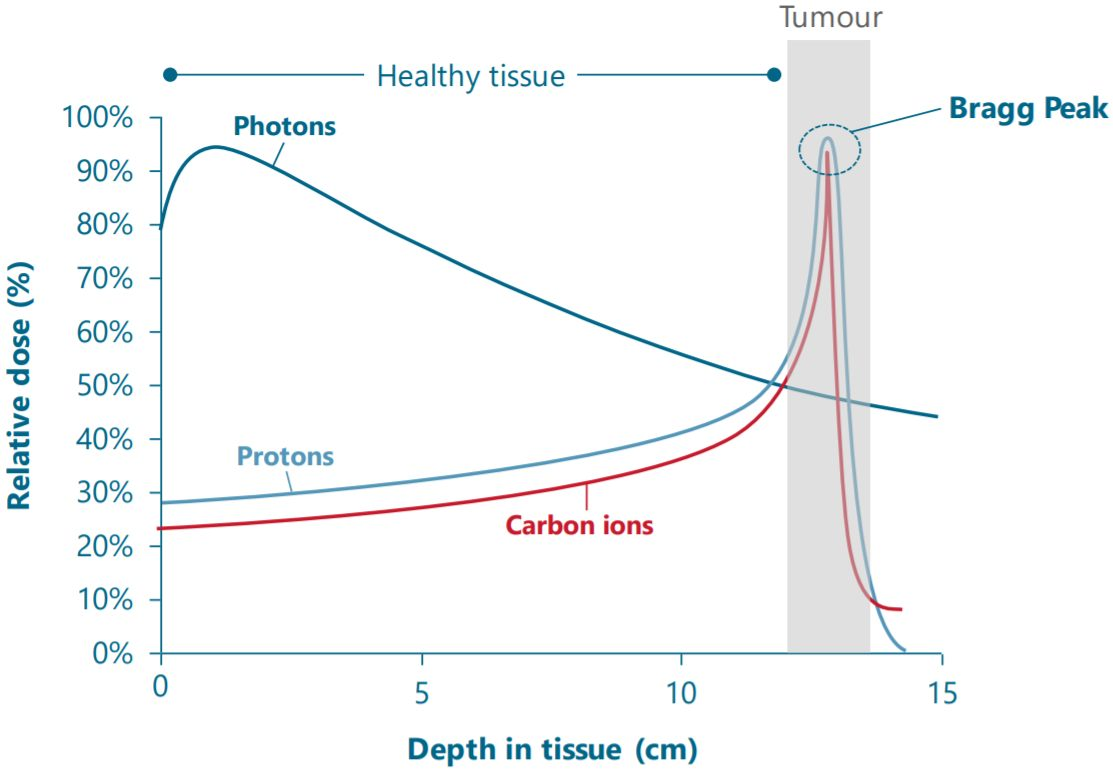 Tumour
Healthy tissue
Bragg Peak
Photons
100%
90%
80%
70%
60%
50%
40%
30%
20%
10%
0%
Relative dose (%)
Protons
Carbon ions
0
5
10
15
Depth in tissue (cm)